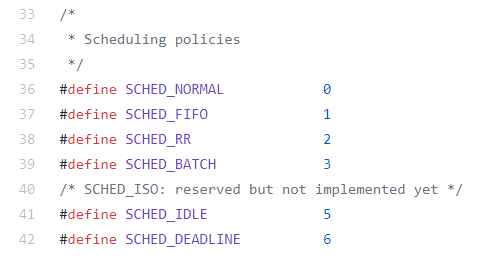 33 /*
34  * Scheduling policies
35  */
36 #define SCHED_NORMAL 0
37 #define SCHED_FIFO 1
38 #define SCHED_RR 2
39 #define SCHED_BATCH 3
40 /* SCHED_ISO: reserved but not implemented yet */
41 #define SCHED_IDLE 5
42 #define SCHED_DEADLINE 6